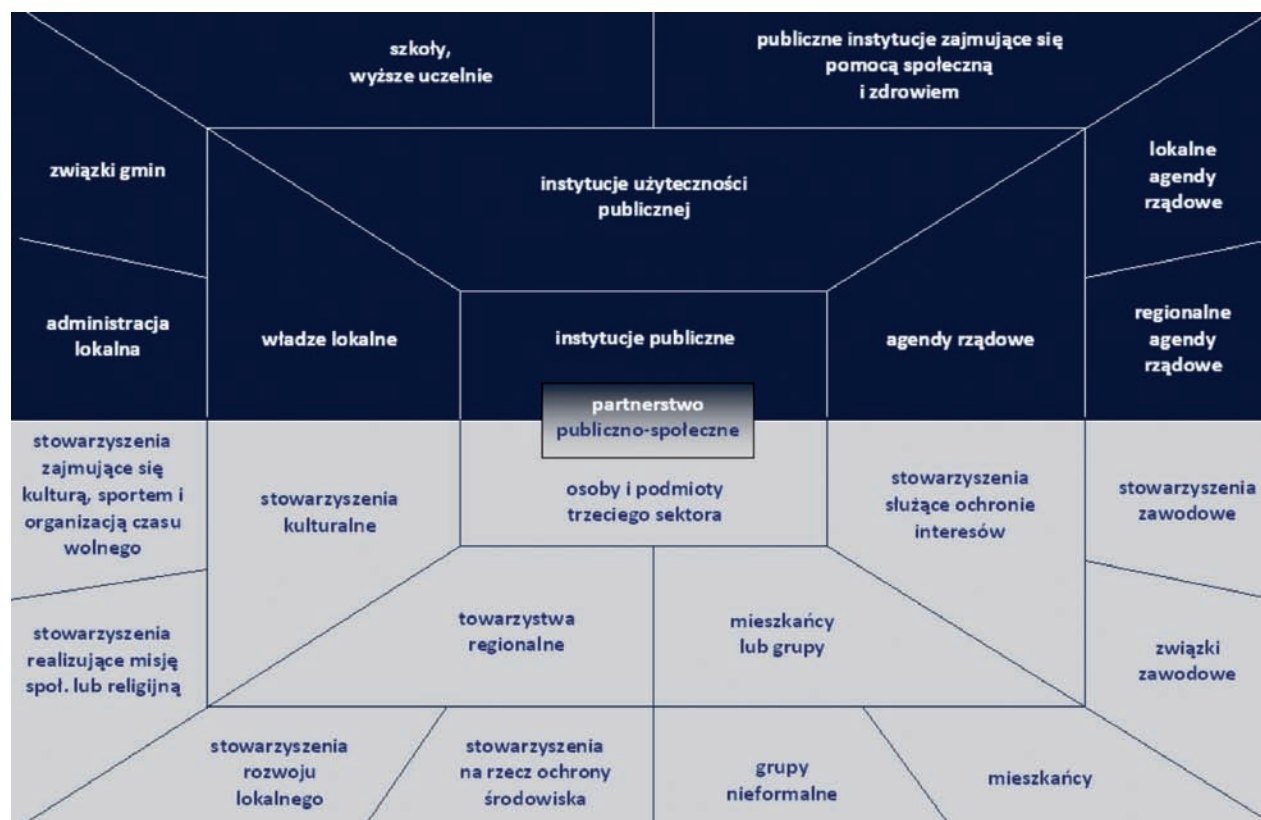 szkoły,
wyższe uczelnie
publiczne instytucje zajmujące się
pomocą społeczną
i zdrowiem
związki gmin
instytucje użyteczności
publicznej
lokalne
agendy
rządowe
administracja
lokalna
władze lokalne
instytucje publiczne
agendy rządowe
regionalne
agendy
rządowe
partnerstwo
publiczno-społeczne
stowarzyszenia
zajmujące się
kulturą, sportem i
organizacją czasu
wolnego
stowarzyszenia
kulturalne
osoby i podmioty
trzeciego sektora
stowarzyszenia
służące ochronie
interesów
stowarzyszenia
zawodowe
stowarzyszenia
realizujące misję
społ. lub religijną
towarzystwa
regionalne
mieszkańcy
lub grupy
związki
zawodowe
stowarzyszenia
rozwoju
lokalnego
stowarzyszenia
na rzecz ochrony
środowiska
grupy
nieformalne
mieszkańcy